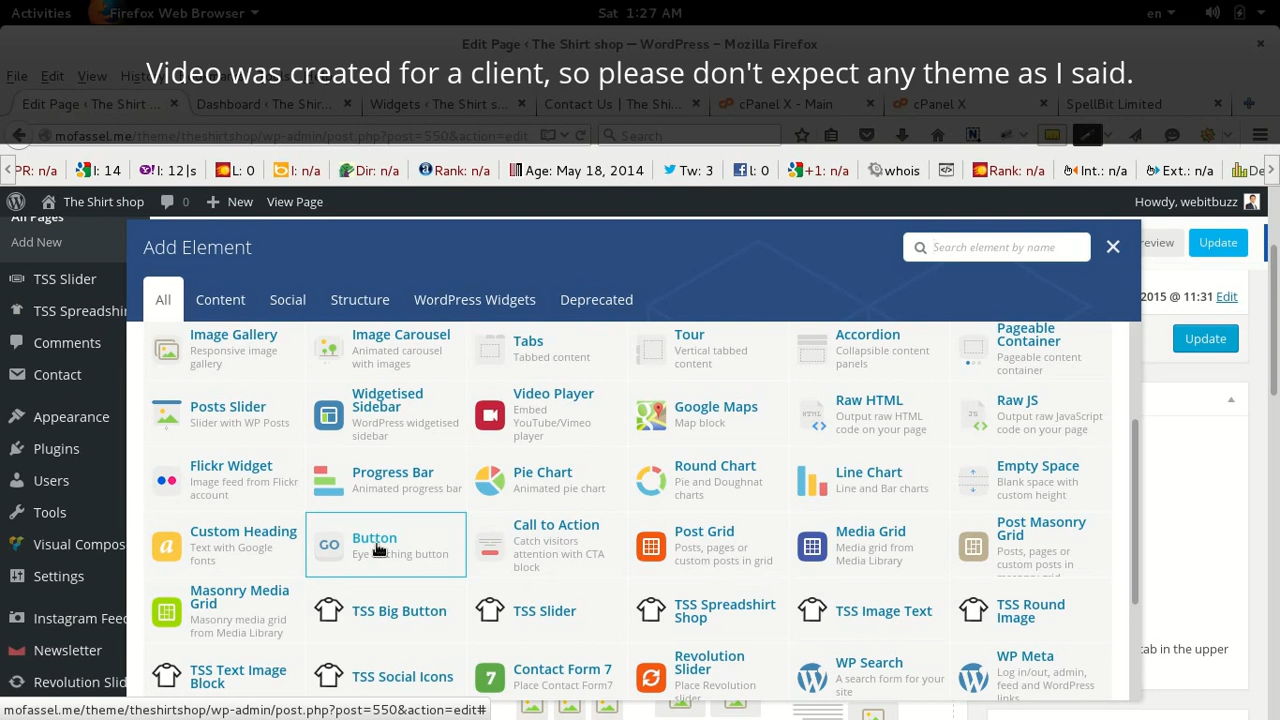 Activities
Firefox Web Browser
Sat 1:27 AM
en
Edit Page ‹ The Shirt shop — WordPress - Mozilla Firefox
Video was created for a client, so please don't expect any theme as I said.
File Edit View
Edit Page ‹ The Shirt ...
Dashboard ‹ The Shirt ...
Widgets ‹ The Shirt s...
Contact Us | The Shirt...
cPanel X - Main
cPanel X
SpellBit Limited
mofassel.me/theme/theshirtshop/wp-admin/post.php?post=550&action=edit
Search
PR: n/a
I: 14
I: 12|s
L: 0
I: n/a
Dir: n/a
Rank: n/a
Age: May 18, 2014
Tw: 3
l: 0
+1: n/a
whois
Rank: n/a
Int.: n/a
Ext.: n/a
The Shirt shop
0
New
View Page
Howdy, webitbuzz
All Pages
Add New
TSS Slider
TSS Spreadshi
Comments
Contact
Appearance
Plugins
Users
Tools
Visual Compos
Settings
Instagram Feed
Newsletter
Revolution Slid
Add Element
Search element by name
review
Update
All
Content
Social
Structure
WordPress Widgets
Deprecated
2015 @ 11:31 Edit
Update
Image Gallery
Responsive image
gallery
Image Carousel
Animated carousel
with images
Tabs
Tabbed content
Tour
Vertical tabbed
content
Accordion
Collapsible content
panels
Pageable
Container
Pageable content
container
Posts Slider
Slider with WP Posts
Widgetised
Sidebar
WordPress widgetised
sidebar
Video Player
Embed
YouTube/Vimeo
player
Google Maps
Map block
HTML
Raw HTML
Output raw HTML
code on your page
JS
Raw JS
Output raw JavaScript
code on your page
Flickr Widget
Image feed from Flickr
account
Progress Bar
Animated progress bar
Pie Chart
Animated pie chart
Round Chart
Pie and Doughnat
charts
Line Chart
Line and Bar charts
Empty Space
Blank space with
custom height
a
Custom Heading
Text with Google
fonts
GO
Button
Eye catching button
Call to Action
Catch visitors
attention with CTA
block
Post Grid
Posts, pages or
custom posts in grid
Media Grid
Media grid from
Media Library
Post Masonry
Grid
Posts, pages or
custom posts in
masonry grid
Masonry Media
Grid
Masonry media grid
from Media Library
TSS Big Button
TSS Slider
TSS Spreadshirt
Shop
TSS Image Text
TSS Round
Image
TSS Text Image
Block
TSS Social Icons
7
Contact Form 7
Place Contact Form7
Revolution
Slider
Place Revolution
WP Search
A search form for your
site
WP Meta
Log in/out, admin,
feed and WordPress
links
tab in the upper
mofassel.me/theme/theshirtshop/wp-admin/post.php?post=550&action=edit#